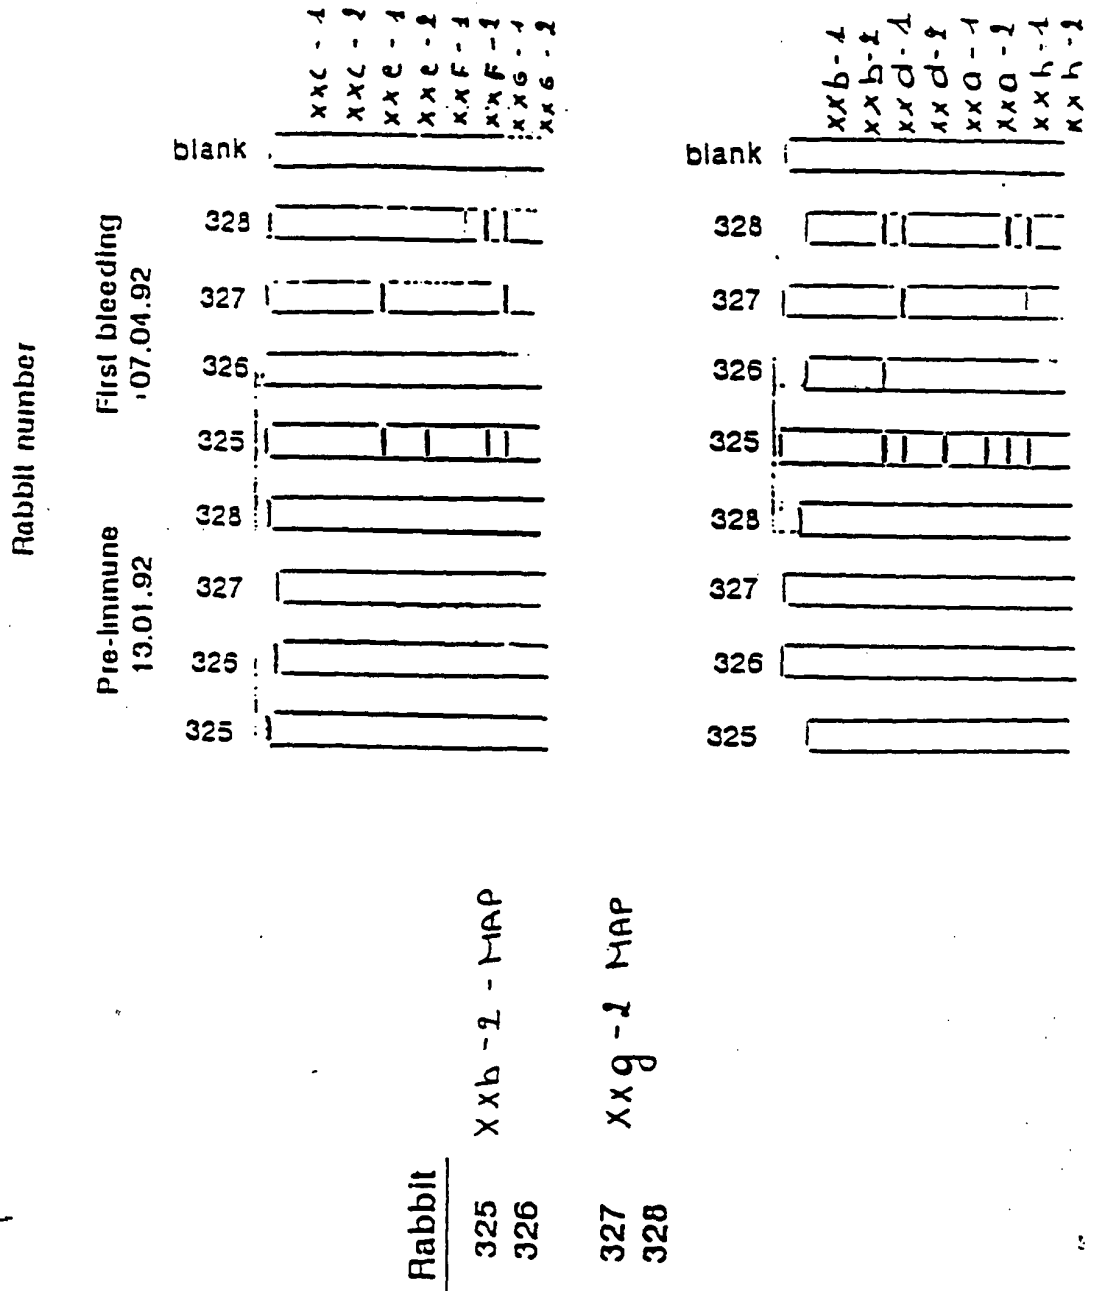 Rabbit number
First bleeding
07.04.92
Pre-Immune
13.01.92
xxc - 1
xxc - 2
xxe - 1
xxe - 2
xxF - 1
xxF - 2
xxG - 1
xxG - 2
blank
328
327
326
325
328
327
326
325
xxb - 1
xxb - 2
xxd - 1
xxd - 2
xxa - 1
xxa - 2
xxh - 1
xxh - 2
blank
328
327
326
325
328
327
326
325
Rabbit
325 XXb - 2 - MAP
326
327 XXg - 2 MAP
328